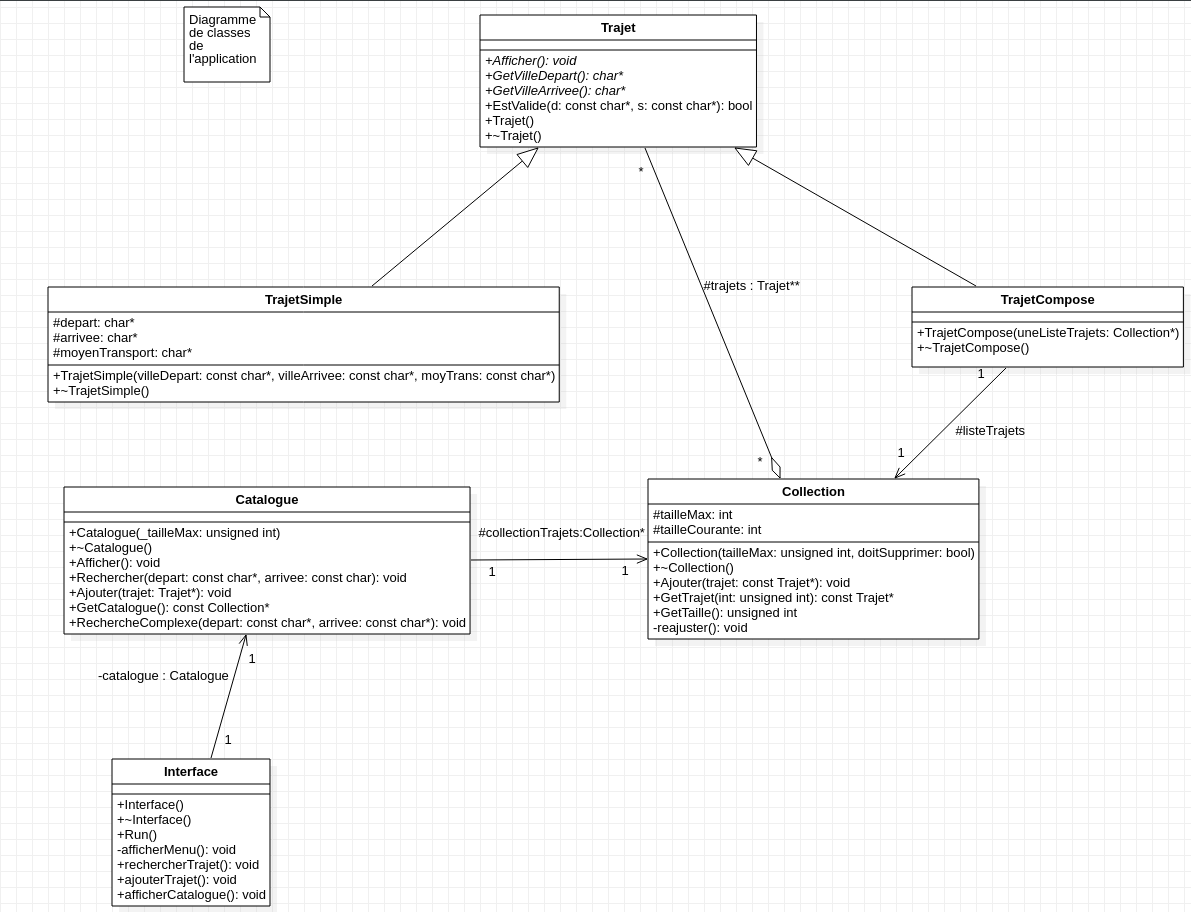 Diagramme
de classes
de
l'application
Trajet
+Afficher(): void
+GetVilleDepart(): char*
+GetVilleArrivee(): char*
+EstValide(d: const char*, s: const char*): bool
+Trajet()
+~Trajet()
*
#trajets : Trajet**
*
TrajetSimple
#depart: char*
#arrivee: char*
#moyenTransport: char*
+TrajetSimple(villeDepart: const char*, villeArrivee: const char*, moyTrans: const char*)
+~TrajetSimple()
TrajetCompose
+TrajetCompose(uneListeTrajets: Collection*)
+~TrajetCompose()
1
#listeTrajets
1
Catalogue
+Catalogue(_tailleMax: unsigned int)
+~Catalogue()
+Afficher(): void
+Rechercher(depart: const char*, arrivee: const char): void
+Ajouter(trajet: Trajet*): void
+GetCatalogue(): const Collection*
+RechercheComplexe(depart: const char*, arrivee: const char*): void
#collectionTrajets:Collection*
1
1
Collection
#tailleMax: int
#tailleCourante: int
+Collection(tailleMax: unsigned int, doitSupprimer: bool)
+~Collection()
+Ajouter(trajet: const Trajet*): void
+GetTrajet(int: unsigned int): const Trajet*
+GetTaille(): unsigned int
-reajuster(): void
1
-catalogue : Catalogue
1
Interface
+Interface()
+~Interface()
+Run()
-afficherMenu(): void
+rechercherTrajet(): void
+ajouterTrajet(): void
+afficherCatalogue(): void